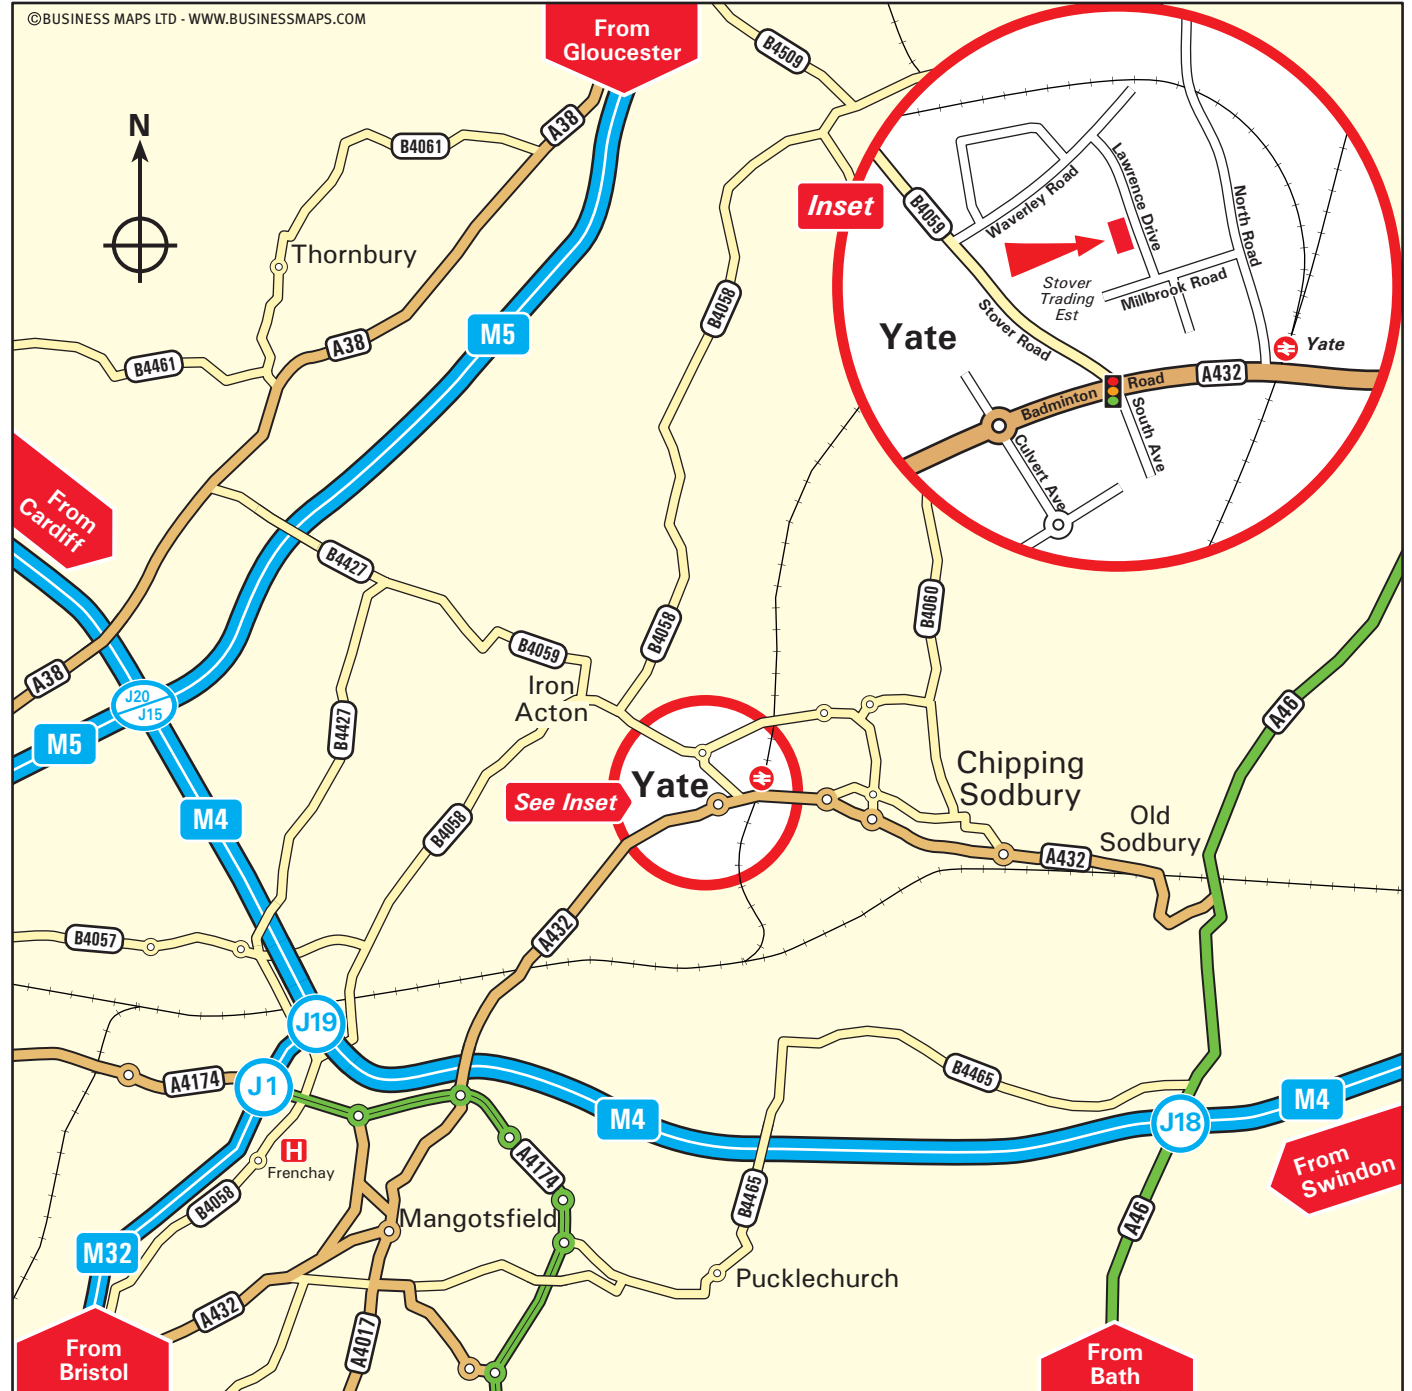 ©BUSINESS MAPS LTD - WWW.BUSINESSMAPS.COM
From
Gloucester
B4509
N
A38
B4061
Thornbury
M5
A38
B4461
B4058
Inset
B4059
Waverley Road
Lawrence Drive
North Road
Stover
Trading
Est
Millbrook Road
Stover Road
Yate
Yate
Badminton
Road
A432
South Ave
Culvert Ave
From
Cardiff
B4427
B4059
B4058
B4060
A38
J20
J15
M5
Iron
Acton
B4427
A46
M4
See Inset
Yate
B4058
Chipping
Sodbury
Old
Sodbury
A432
B4057
A432
J19
A4174
J1
B4465
M4
M4
J18
H
Frenchay
A4174
From
Swindon
B4058
B4465
A46
Mangotsfield
M32
Pucklechurch
A432
A4017
From
Bristol
From
Bath